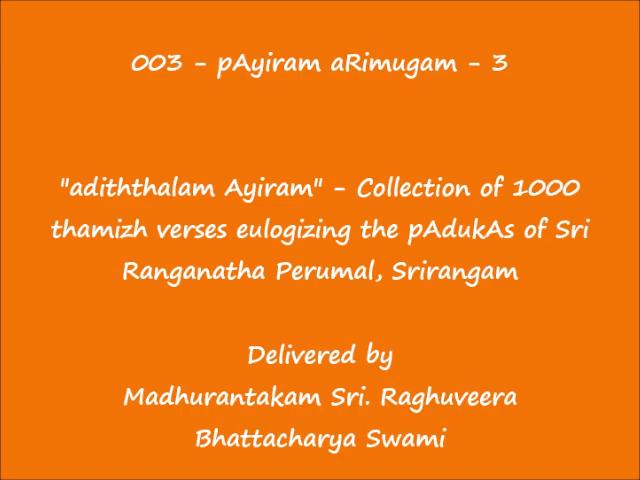 003 - pAyiram aRimugam - 3
"adiththalam Ayiram" - Collection of 1000
thamizh verses eulogizing the pAdukAs of Sri
Ranganatha Perumal, Srirangam
Delivered by
Madhurantakam Sri. Raghuveera
Bhattacharya Swami